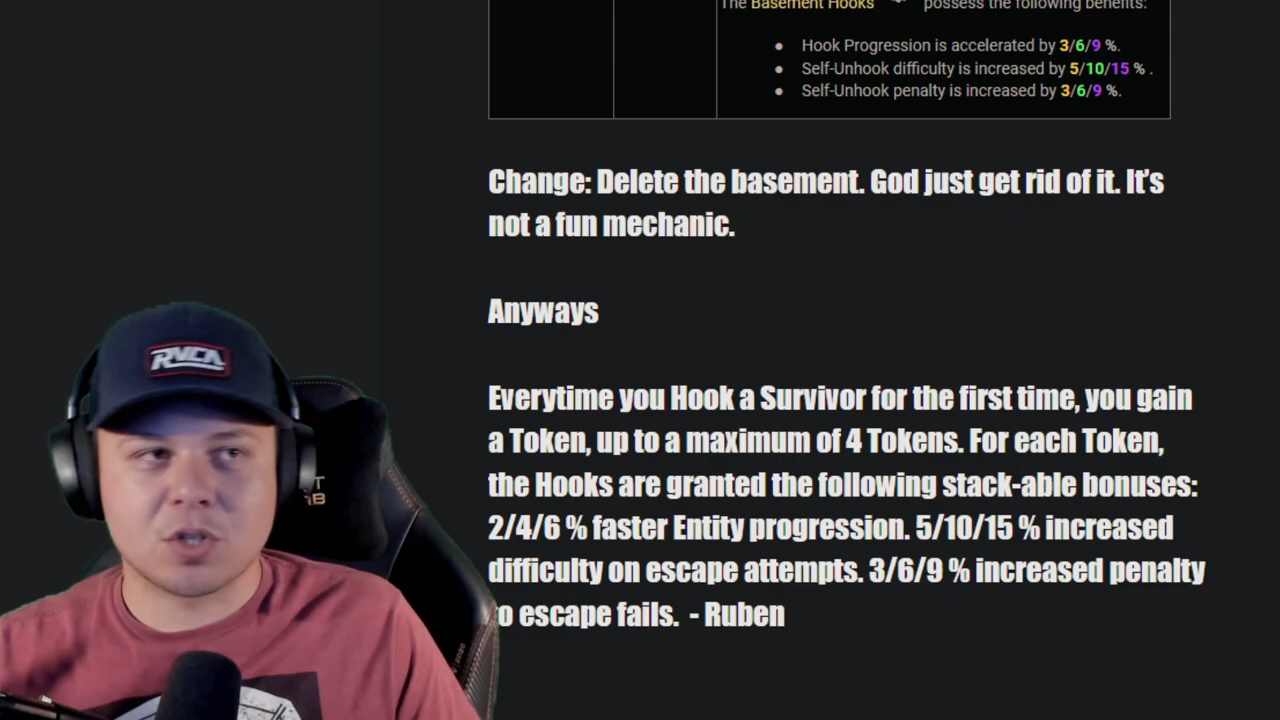 The Basement Hooks possess the following benefits:
● Hook Progression is accelerated by 3/6/9 %.
● Self-Unhook difficulty is increased by 5/10/15 % .
● Self-Unhook penalty is increased by 3/6/9 %.
Change: Delete the basement. God just get rid of it. It's
not a fun mechanic.
Anyways
Everytime you Hook a Survivor for the first time, you gain
a Token, up to a maximum of 4 Tokens. For each Token,
the Hooks are granted the following stack-able bonuses:
2/4/6 % faster Entity progression. 5/10/15 % increased
difficulty on escape attempts. 3/6/9 % increased penalty
to escape fails. - Ruben
RVCA